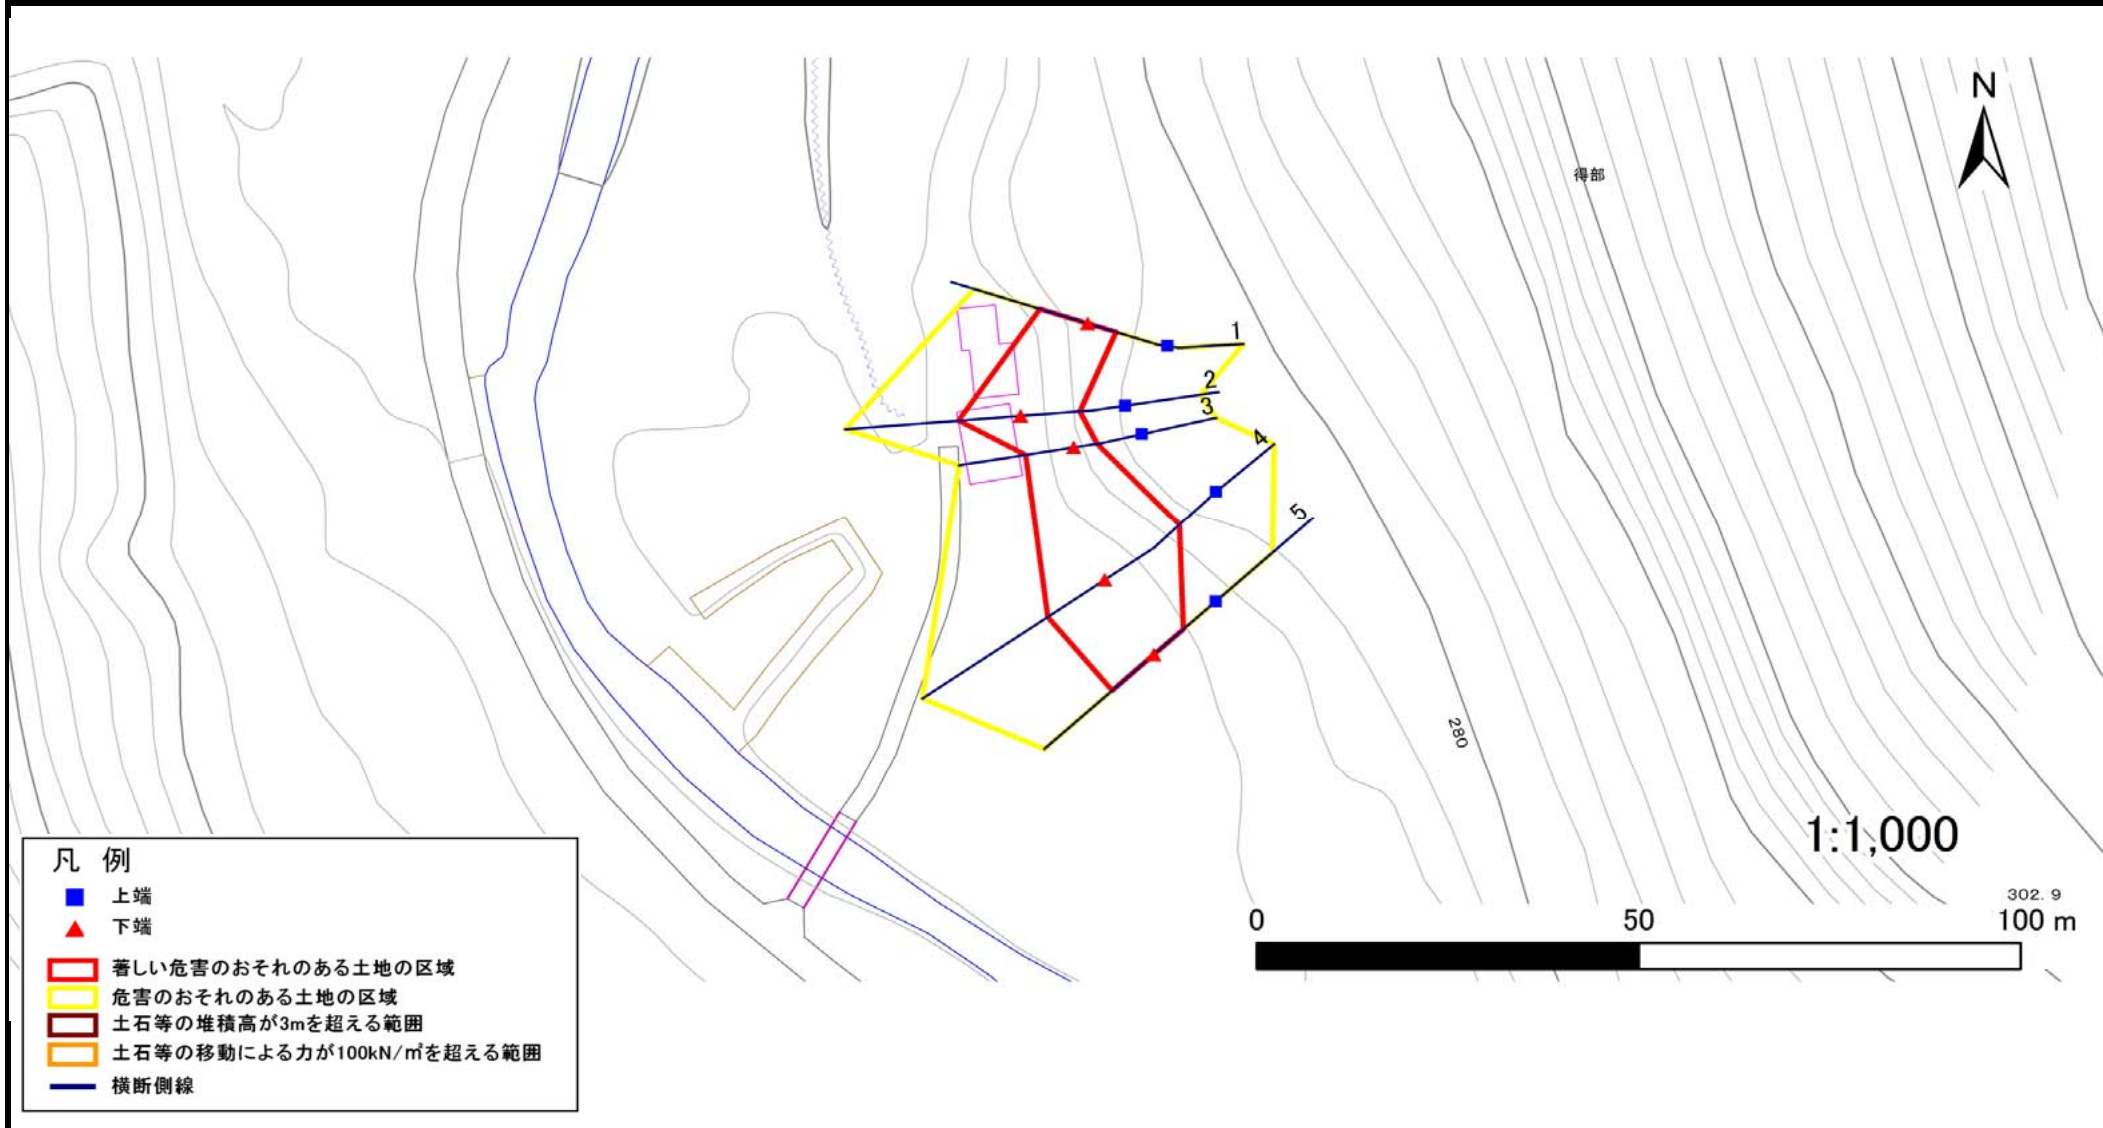 N
得部
1
2
3
4
5
280
1:1,000
302.9
0 50 100 m
凡 例
上端
下端
著しい危害のおそれのある土地の区域
危害のおそれのある土地の区域
土石等の堆積高が3mを超える範囲
土石等の移動による力が100kN/㎡を超える範囲
横断側線